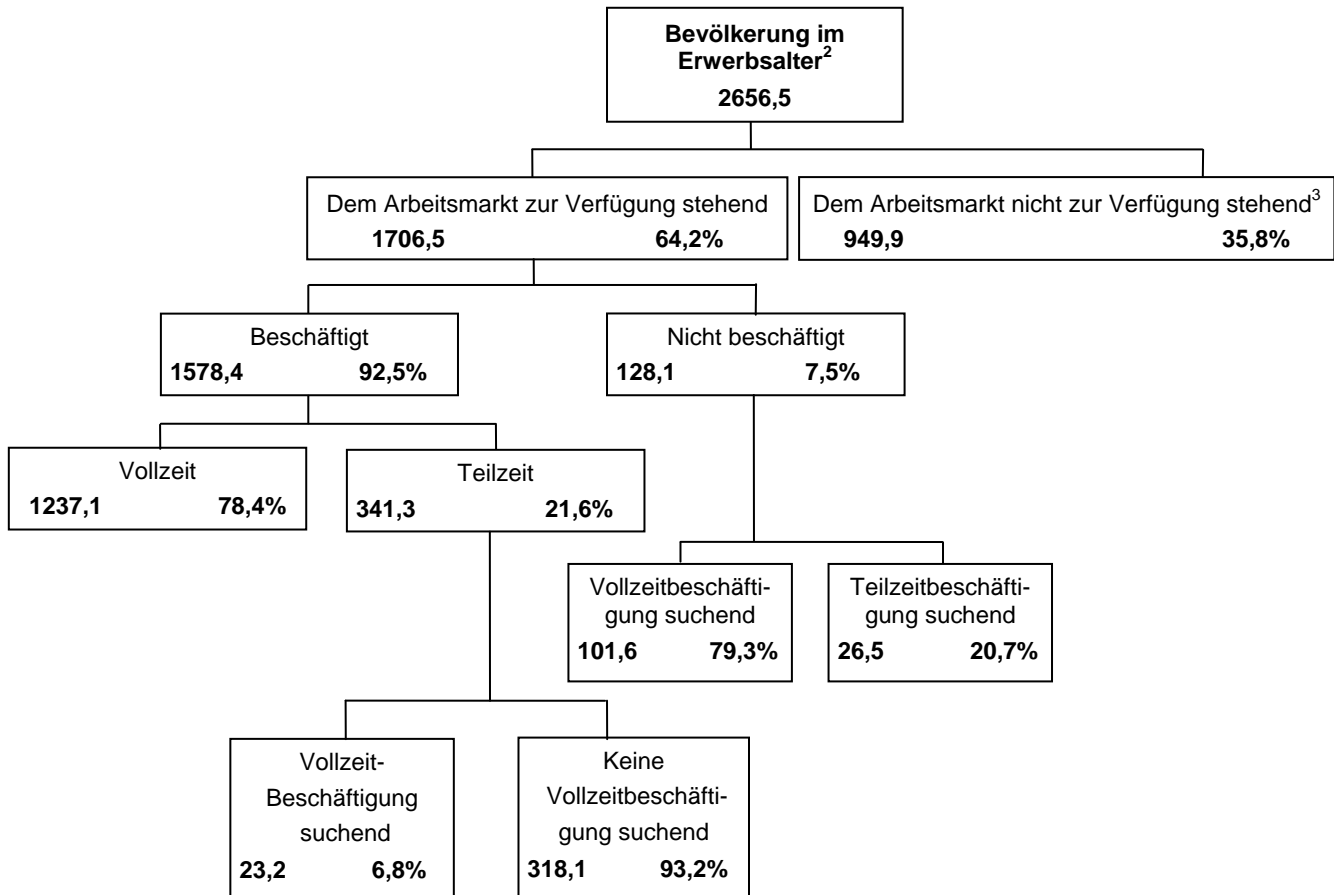 Bevölkerung im
Erwerbsalter²
2656,5
Dem Arbeitsmarkt zur Verfügung stehend
1706,5 64,2%
Dem Arbeitsmarkt nicht zur Verfügung stehend³
949,9 35,8%
Beschäftigt
1578,4 92,5%
Nicht beschäftigt
128,1 7,5%
Vollzeit
1237,1 78,4%
Teilzeit
341,3 21,6%
Vollzeitbeschäfti-
gung suchend
101,6 79,3%
Teilzeitbeschäfti-
gung suchend
26,5 20,7%
Vollzeit-
Beschäftigung
suchend
23,2 6,8%
Keine
Vollzeitbeschäfti-
gung suchend
318,1 93,2%